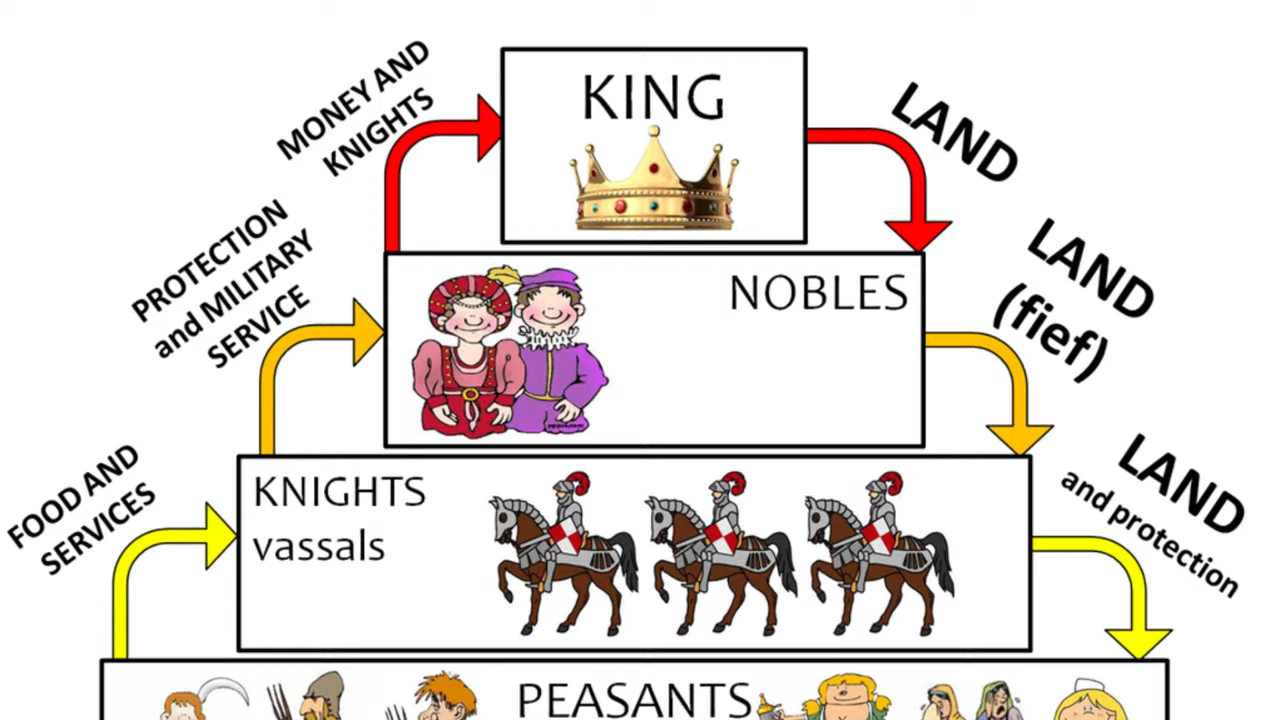 MONEY AND
KNIGHTS
KING
LAND
PROTECTION
and MILITARY
SERVICE
NOBLES
LAND
(fief)
FOOD AND
SERVICES
KNIGHTS
vassals
LAND
and protection
PEASANTS